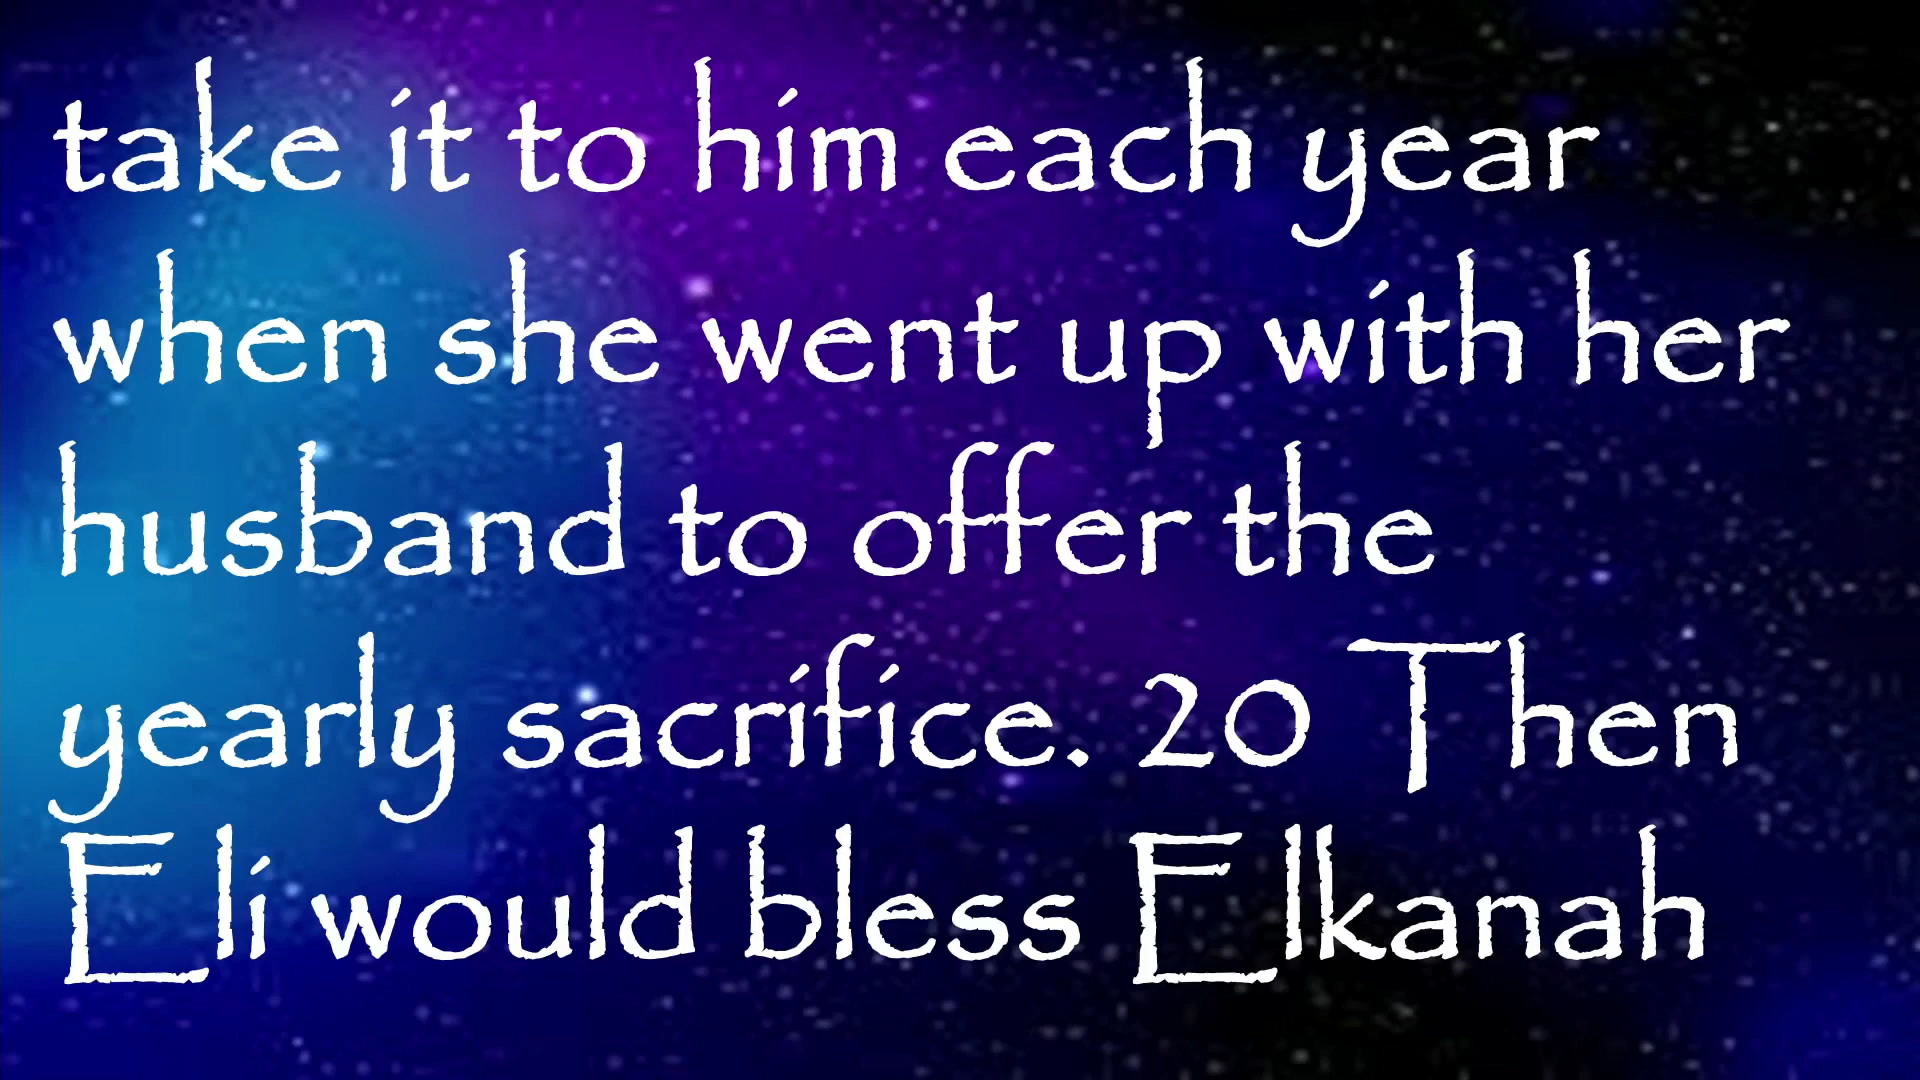 take it to him each year
when she went up with her
husband to offer the
yearly sacrifice. 20 Then
Eli would bless Elkanah